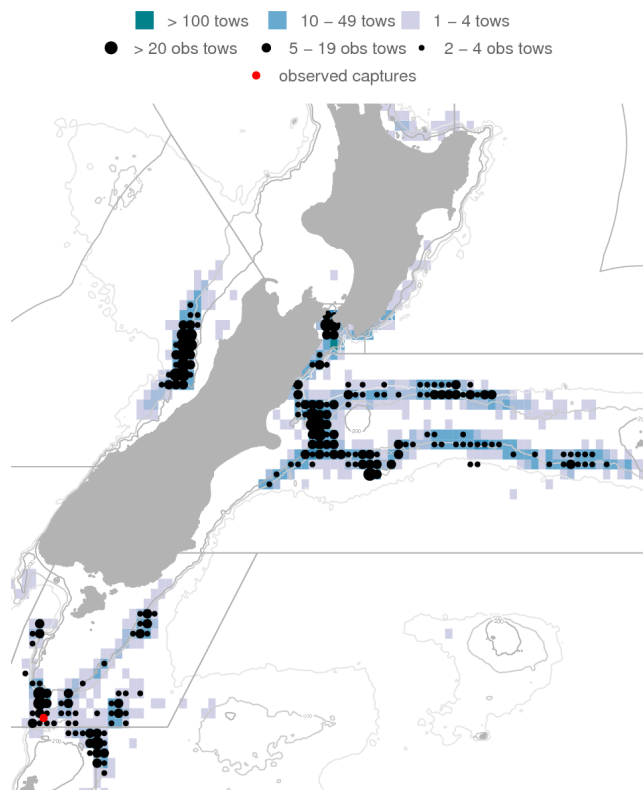 > 100 tows 10 – 49 tows 1 – 4 tows
> 20 obs tows 5 – 19 obs tows 2 – 4 obs tows
observed captures